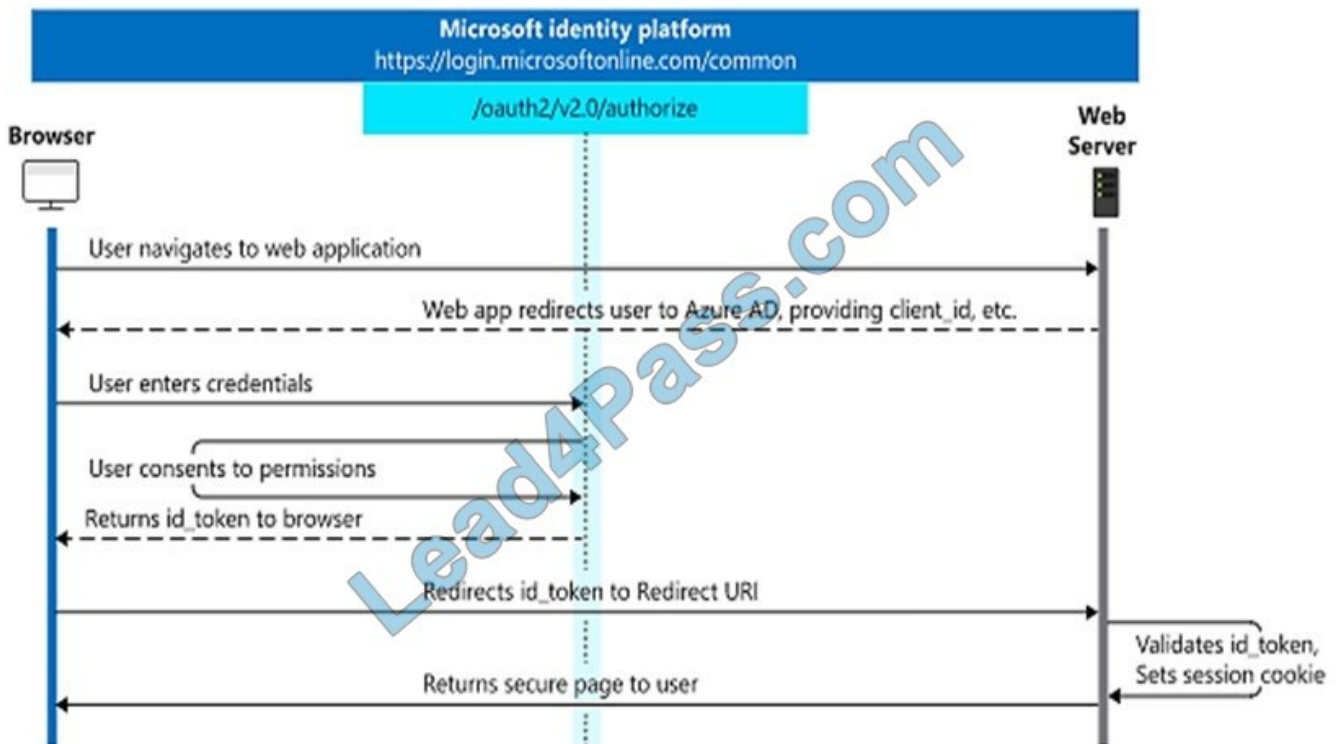 Microsoft identity platform
https://login.microsoftonline.com/common
/oauth2/v2.0/authorize
Browser
Web
Server
User navigates to web application
Web app redirects user to Azure AD, providing client_id, etc.
User enters credentials
User consents to permissions
Returns id_token to browser
Redirects id_token to Redirect URI
Validates id_token,
Sets session cookie
Returns secure page to user
Lead4Pass.com